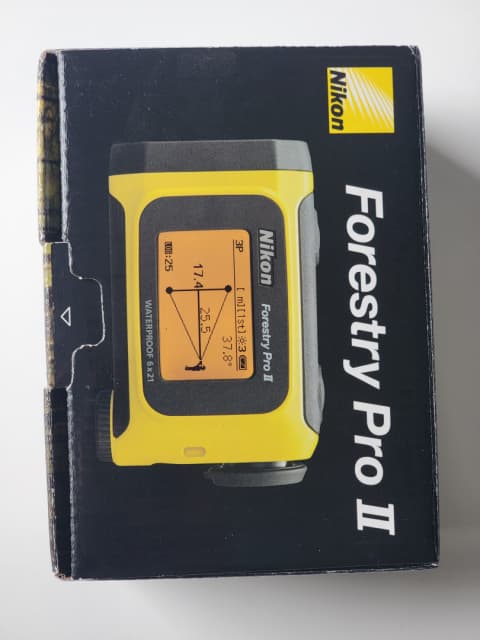 Nikon
Forestry Pro II
Nikon Forestry Pro II
3P [ m][1st] 3
37.8°
25.5
17.4
:25
WATERPROOF 6x21